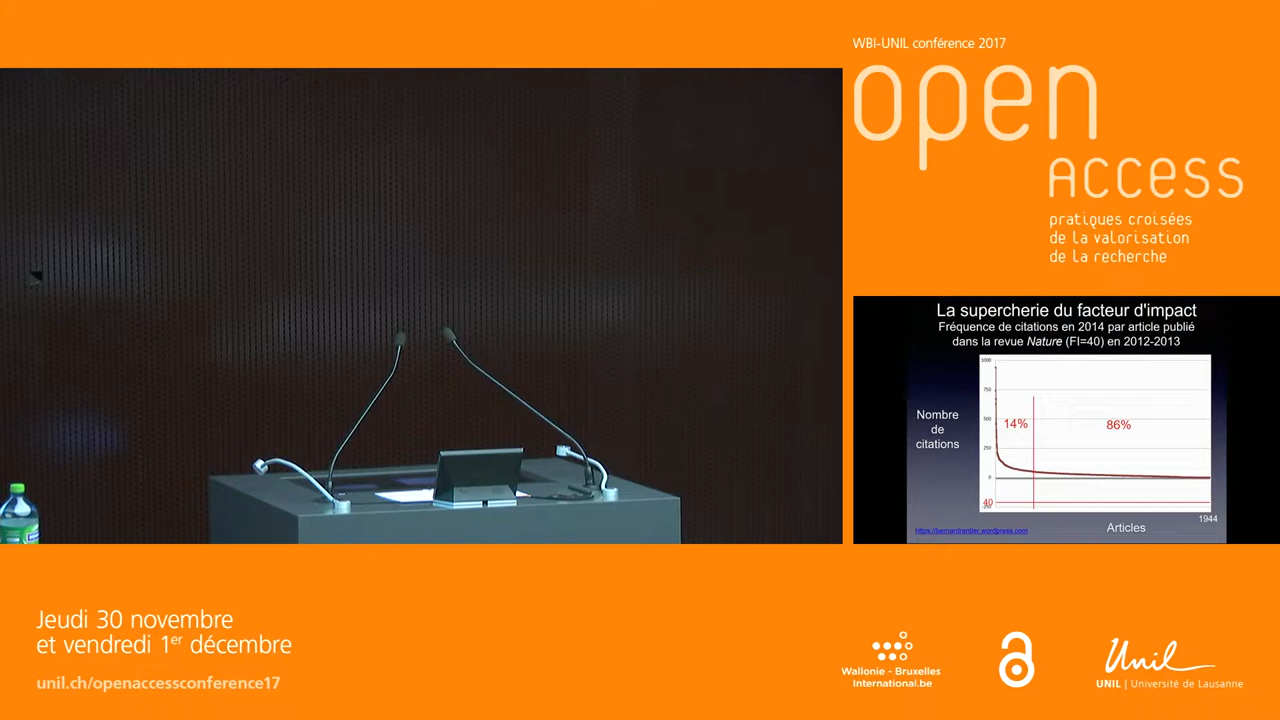 WBI-UNIL conférence 2017
open
ACCESS
pratiques croisées
de la valorisation
de la recherche
La supercherie du facteur d'impact
Fréquence de citations en 2014 par article publié
dans la revue Nature (FI=40) en 2012-2013
Nombre
de
citations
1000
750
500
250
0
40
14%
86%
1944
Articles
https://bernardrentier.wordpress.com
Jeudi 30 novembre
et vendredi 1er décembre
unil.ch/openaccessconference17
Wallonie - Bruxelles
International.be
Unil
UNIL | Université de Lausanne